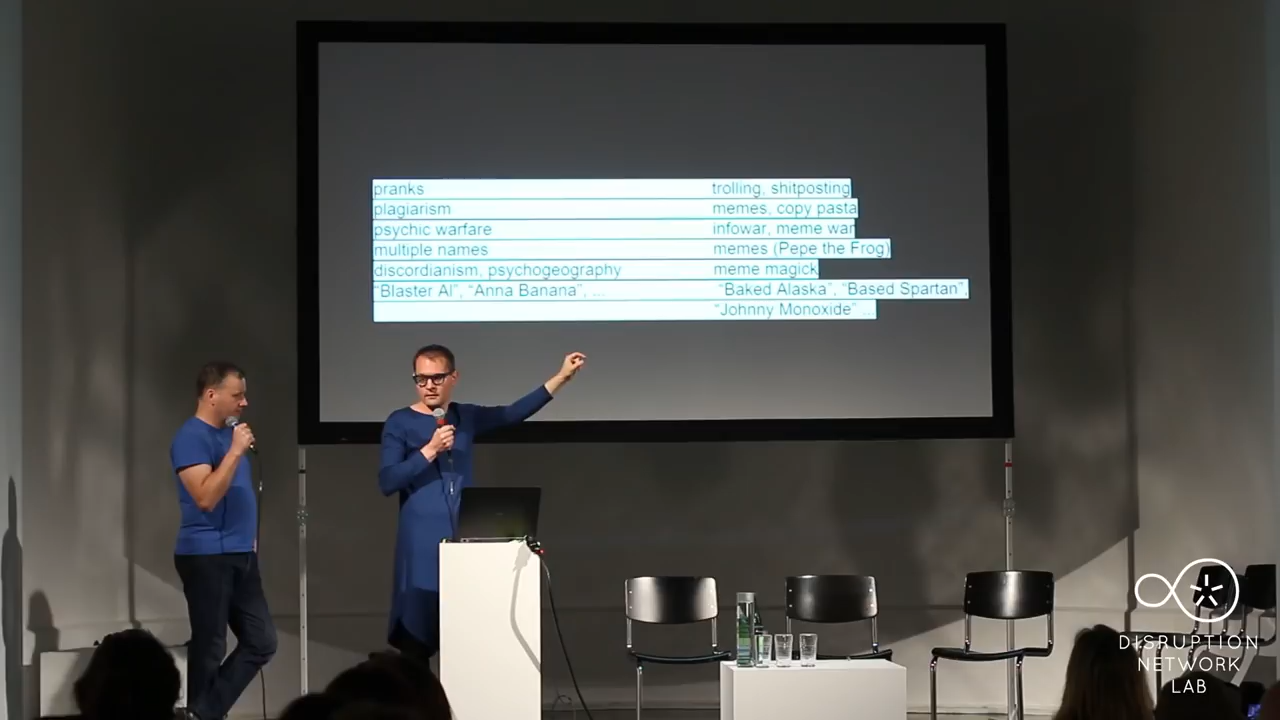 pranks trolling, shitposting
plagiarism memes, copy pasta
psychic warfare infowar, meme war
multiple names memes (Pepe the Frog)
discordianism, psychogeography meme magick
“Blaster Al”, “Anna Banana”, ... “Baked Alaska”, “Based Spartan”,
“Johnny Monoxide” ...
DISRUPTION
NETWORK
LAB